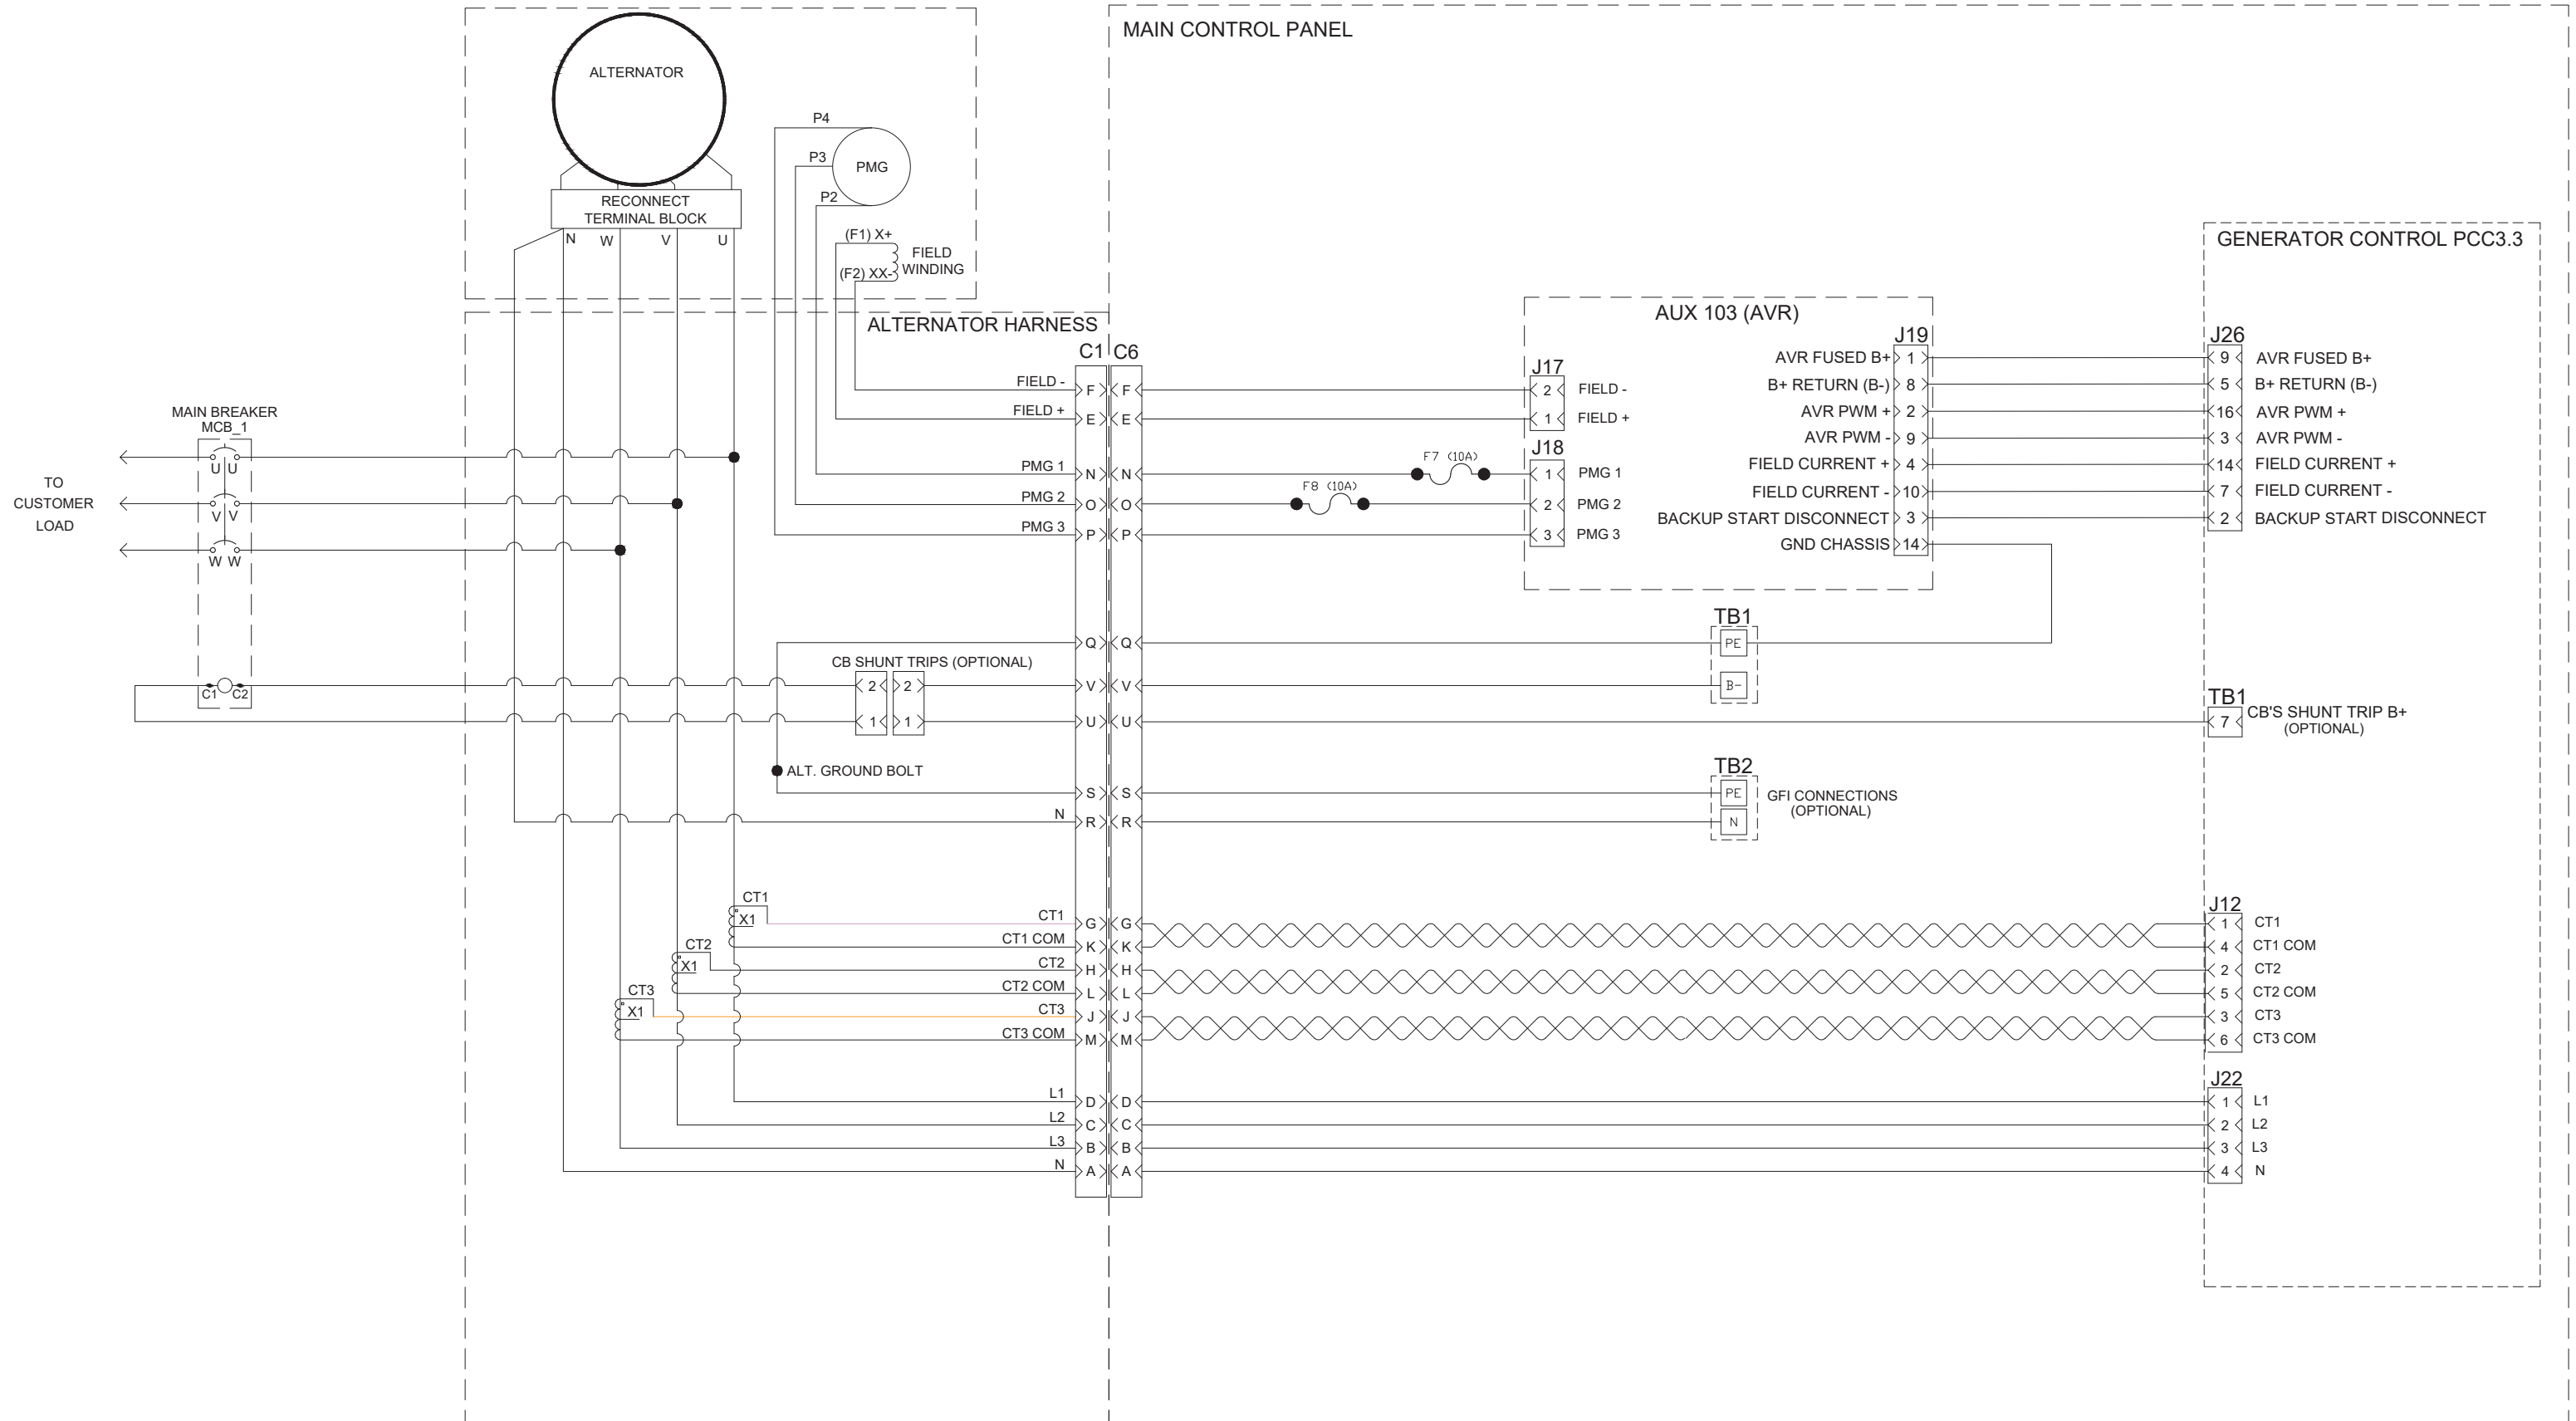 MAIN CONTROL PANEL
ALTERNATOR
P4
P3
PMG
P2
RECONNECT
TERMINAL BLOCK
N
W
V
U
(F1) X+
(F2) XX-
FIELD
WINDING
GENERATOR CONTROL PCC3.3
ALTERNATOR HARNESS
C1
C6
AUX 103 (AVR)
MAIN BREAKER
MCB_1
U U
V V
W W
C1 C2
TO
CUSTOMER
LOAD
FIELD -
F
F
FIELD +
E
E
PMG 1
N
N
PMG 2
O
O
PMG 3
P
P
F7 (10A)
F8 (10A)
J17
2 FIELD -
1 FIELD +
J18
1 PMG 1
2 PMG 2
3 PMG 3
J19
AVR FUSED B+ 1
B+ RETURN (B-) 8
AVR PWM + 2
AVR PWM - 9
FIELD CURRENT + 4
FIELD CURRENT - 10
BACKUP START DISCONNECT 3
GND CHASSIS 14
J26
9 AVR FUSED B+
5 B+ RETURN (B-)
16 AVR PWM +
3 AVR PWM -
14 FIELD CURRENT +
7 FIELD CURRENT -
2 BACKUP START DISCONNECT
Q
Q
TB1
PE
B-
CB SHUNT TRIPS (OPTIONAL)
2 2
1 1
V
V
U
U
TB1
7
CB'S SHUNT TRIP B+
(OPTIONAL)
ALT. GROUND BOLT
S
S
N
R
R
TB2
PE
N
GFI CONNECTIONS
(OPTIONAL)
CT1
X1
CT2
X1
CT3
X1
CT1
G
G
CT1 COM
K
K
CT2
H
H
CT2 COM
L
L
CT3
J
J
CT3 COM
M
M
J12
1 CT1
4 CT1 COM
2 CT2
5 CT2 COM
3 CT3
6 CT3 COM
L1
D
D
L2
C
C
L3
B
B
N
A
A
J22
1 L1
2 L2
3 L3
4 N